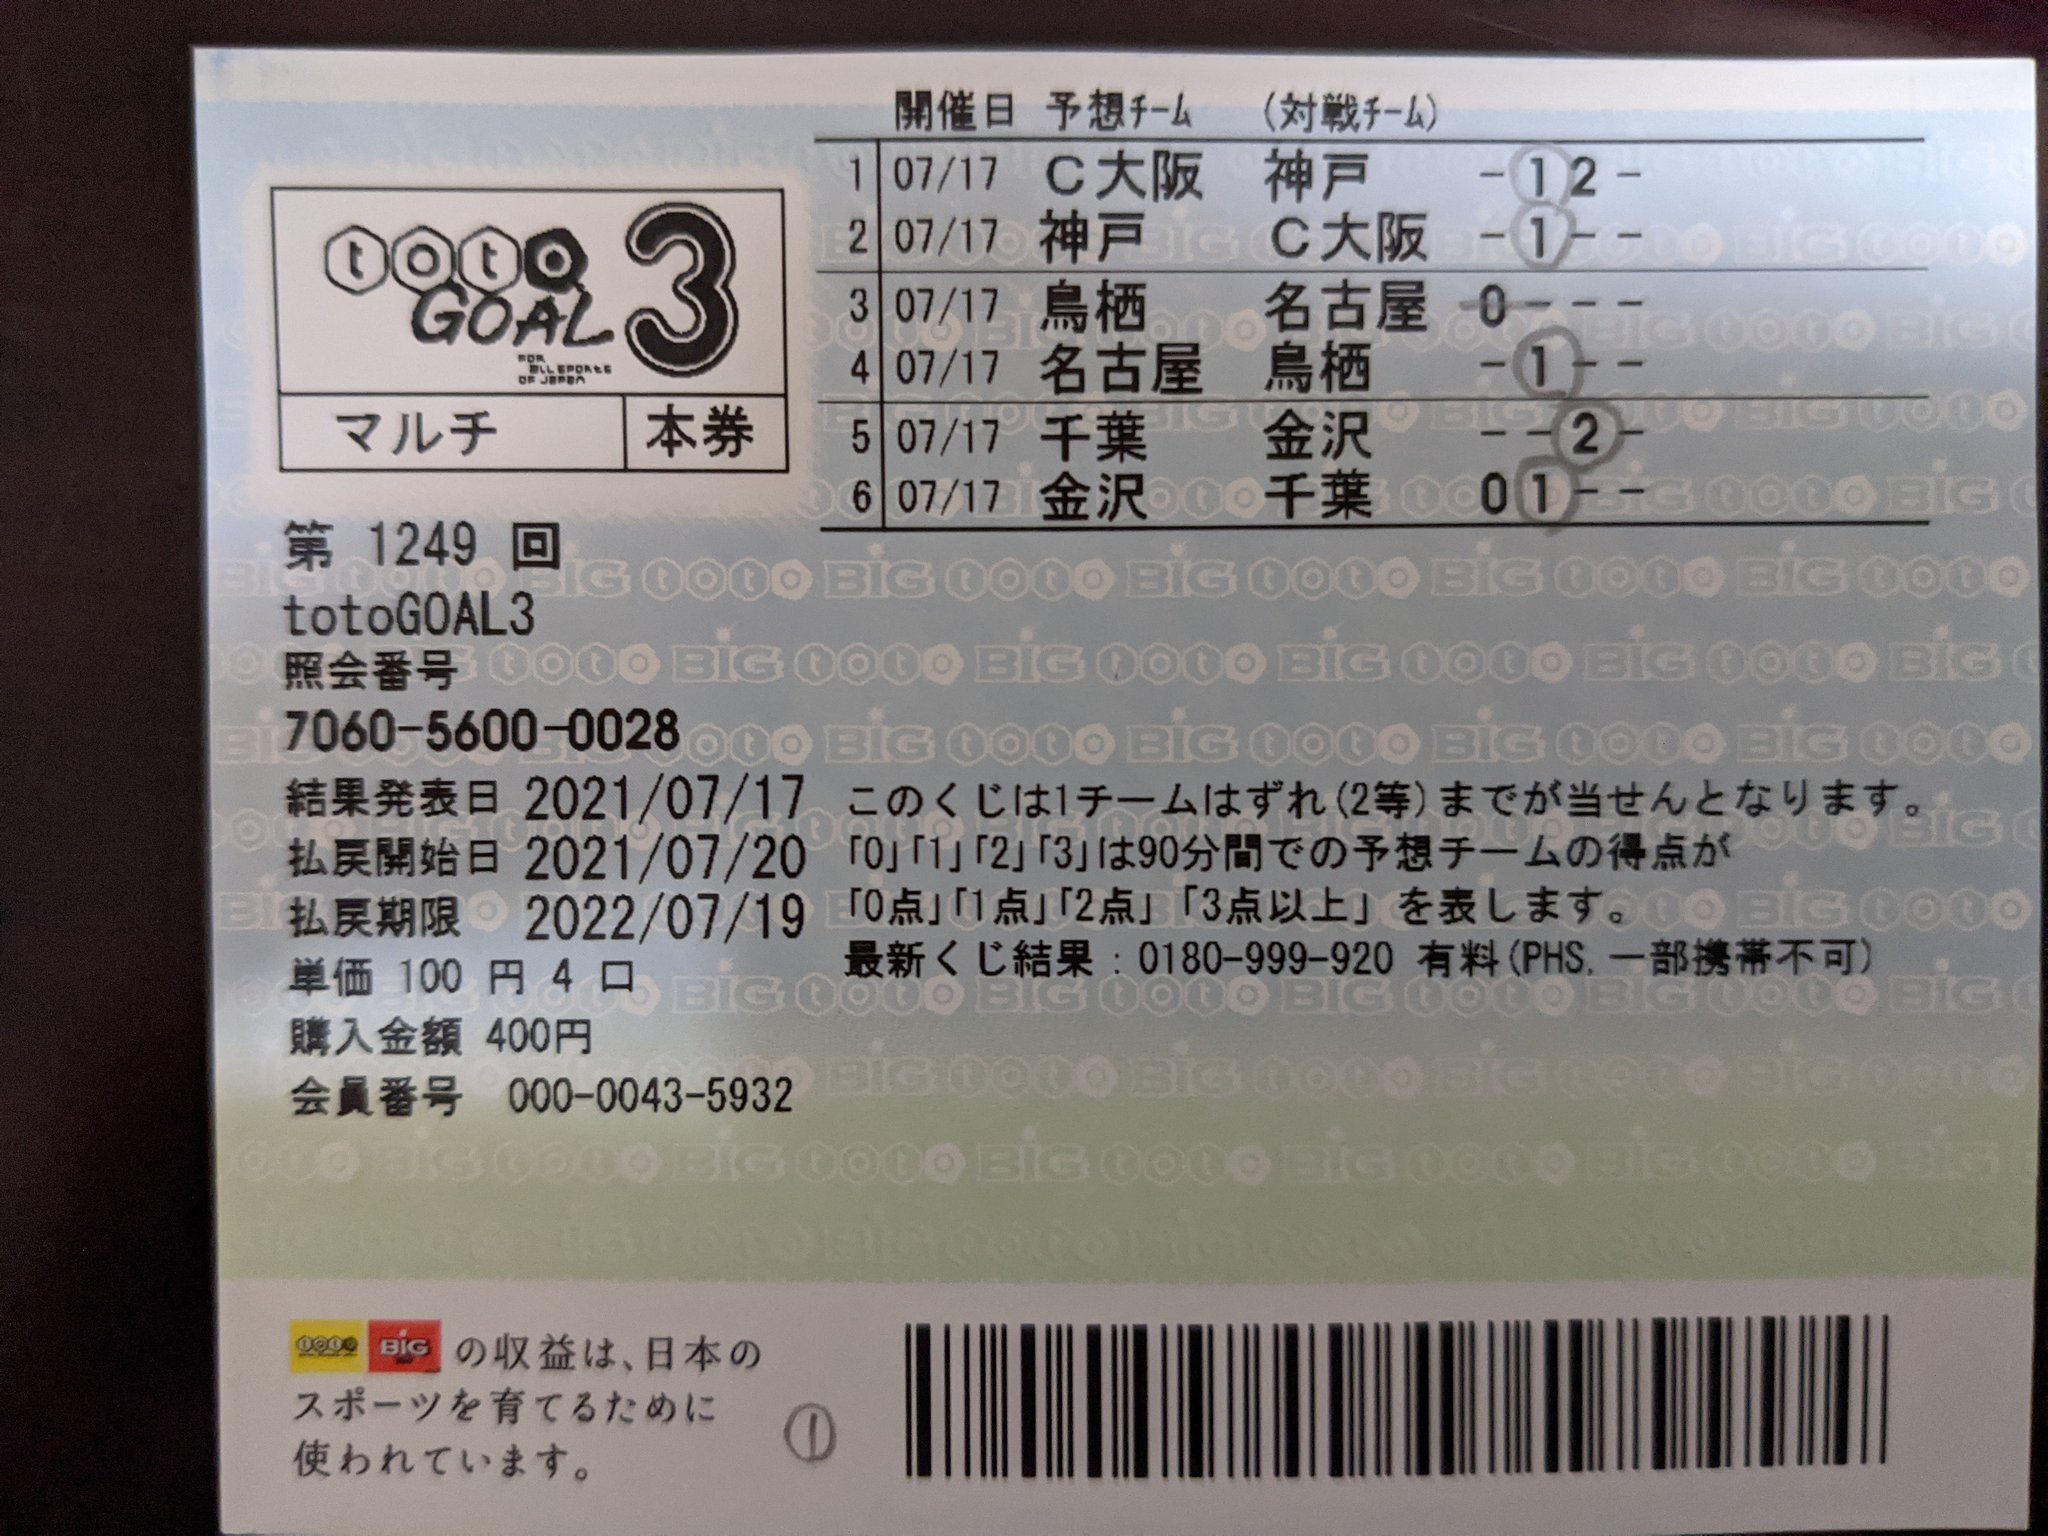 開催日 予想チーム (対戦チーム)
1 07/17 C大阪 神戸 -12-
2 07/17 神戸 C大阪 -1--
3 07/17 鳥栖 名古屋 0---
4 07/17 名古屋 鳥栖 -1--
5 07/17 千葉 金沢 --2-
6 07/17 金沢 千葉 01--
toto
GOAL 3
FOR
ALL SPORTS
OF JAPAN
マルチ 本券
第 1249 回
totoGOAL3
照会番号
7060-5600-0028
結果発表日 2021/07/17
払戻開始日 2021/07/20
払戻期限 2022/07/19
単価 100 円 4 口
購入金額 400円
会員番号 000-0043-5932
このくじは1チームはずれ(2等)までが当せんとなります。
「0」「1」「2」「3」は90分間での予想チームの得点が
「0点」「1点」「2点」「3点以上」を表します。
最新くじ結果:0180-999-920 有料(PHS,一部携帯不可)
toto BIG の収益は、日本の
スポーツを育てるために
使われています。
①